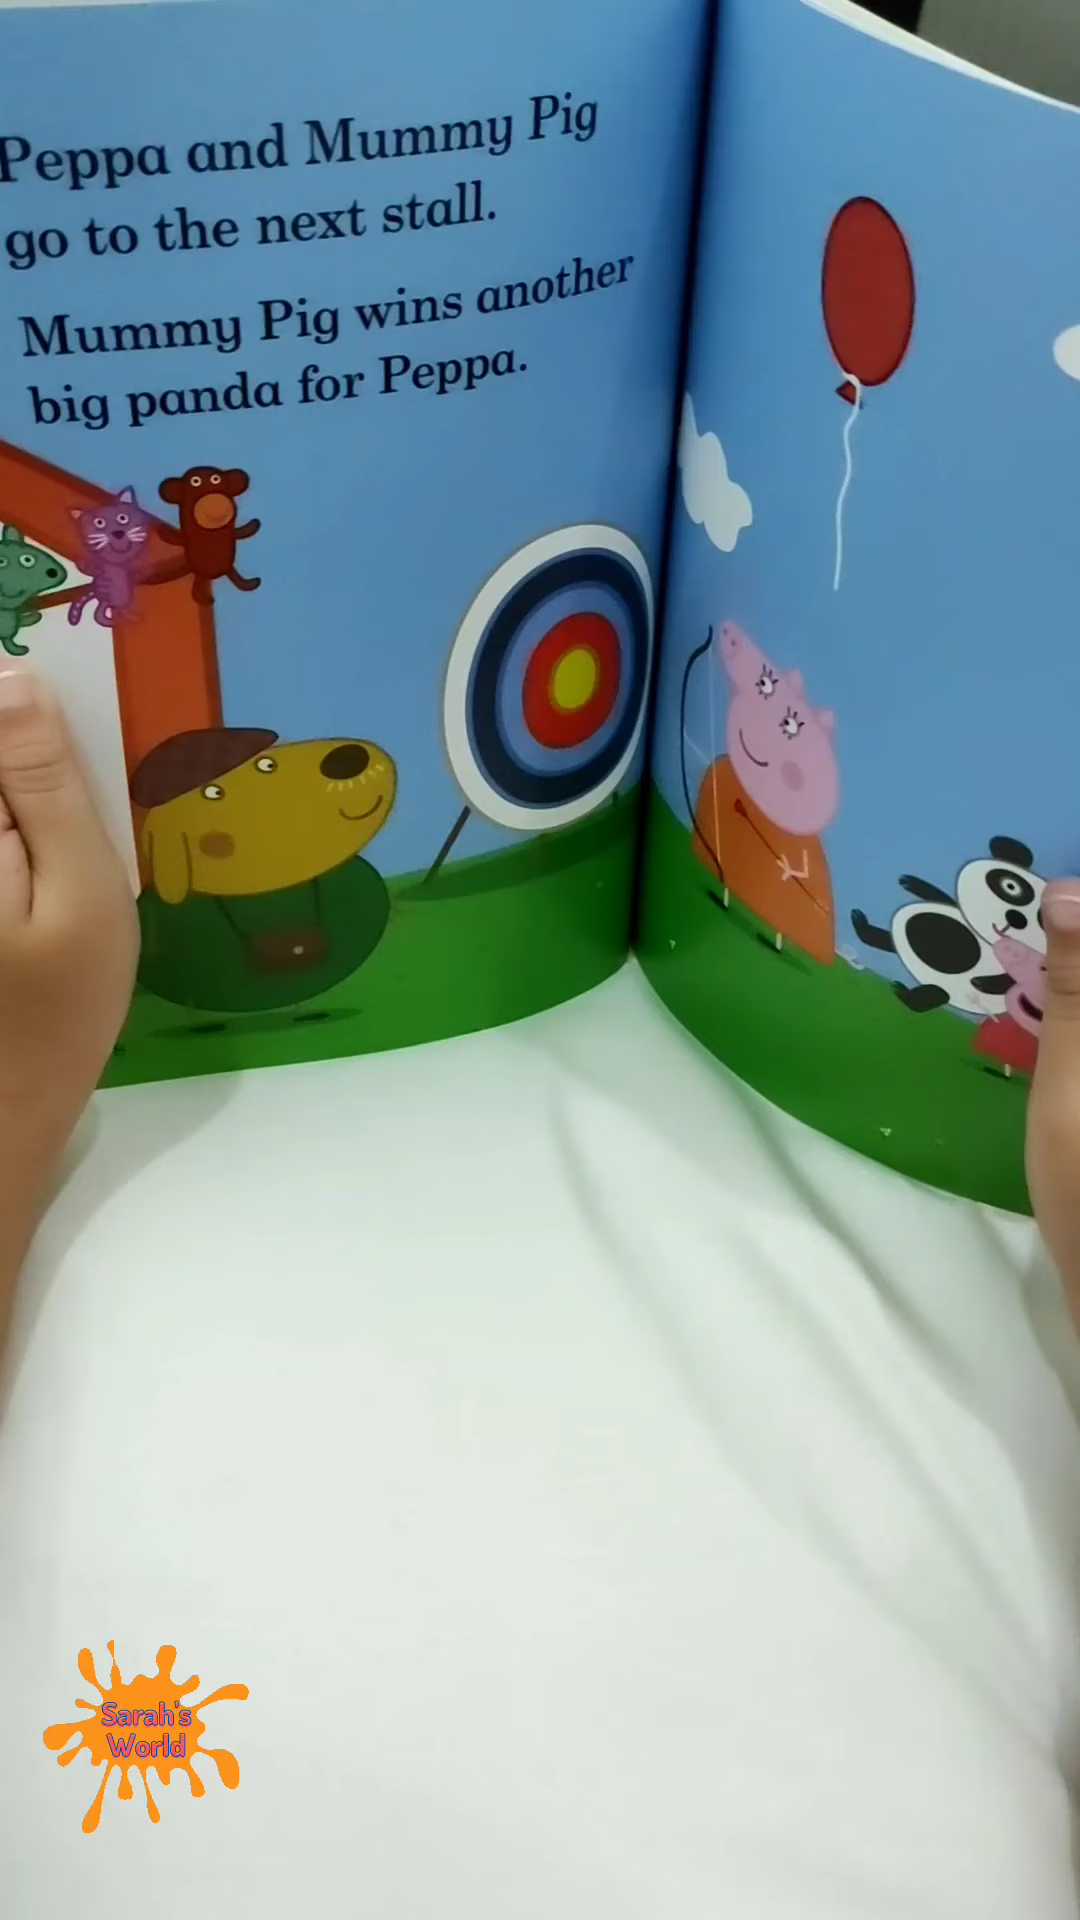 Peppa and Mummy Pig
go to the next stall.
Mummy Pig wins another
big panda for Peppa.
Sarah's
World